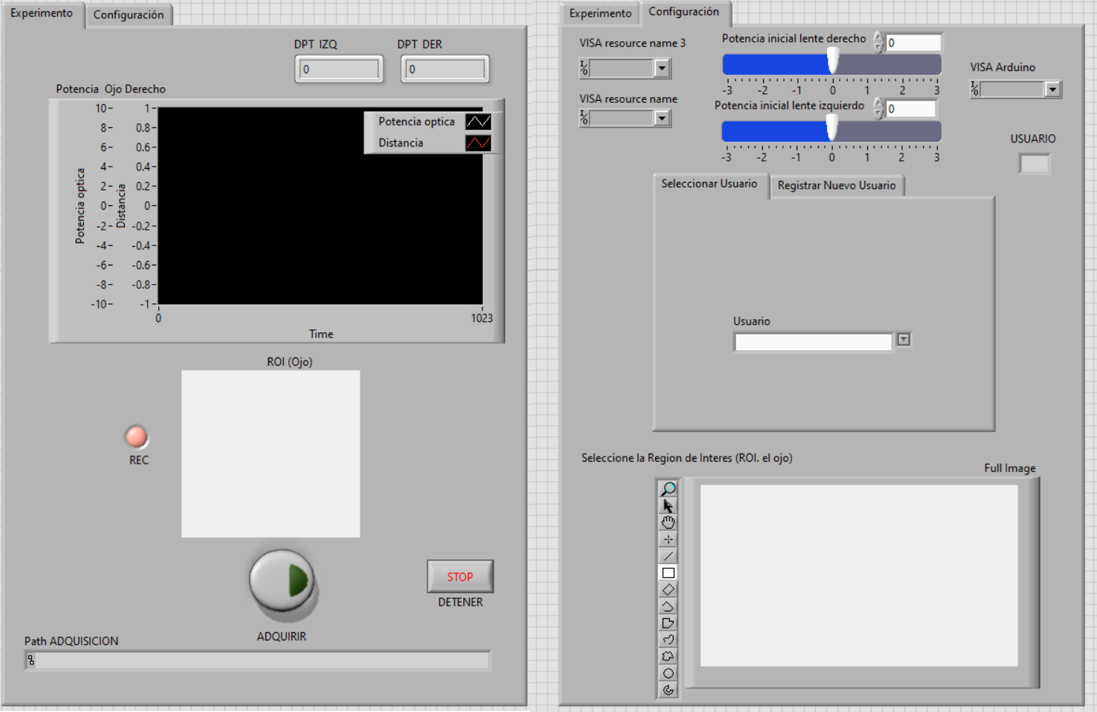 Experimento
Configuración
DPT IZQ
DPT DER
0
0
Potencia Ojo Derecho
10
8
6
4
2
0
-2
-4
-6
-8
-10
Potencia optica
1
0.8
0.6
0.4
0.2
0
-0.2
-0.4
-0.6
-0.8
-1
Distancia
Potencia optica
Distancia
0
1023
Time
ROI (Ojo)
REC
ADQUIRIR
STOP
DETENER
Path ADQUISICION
Experimento
Configuración
VISA resource name 3
I/O
VISA resource name
I/O
Potencia inicial lente derecho
0
-3 -2 -1 0 1 2 3
Potencia inicial lente izquierdo
0
-3 -2 -1 0 1 2 3
VISA Arduino
I/O
USUARIO
Seleccionar Usuario
Registrar Nuevo Usuario
Usuario
Seleccione la Region de Interes (ROI. el ojo)
Full Image